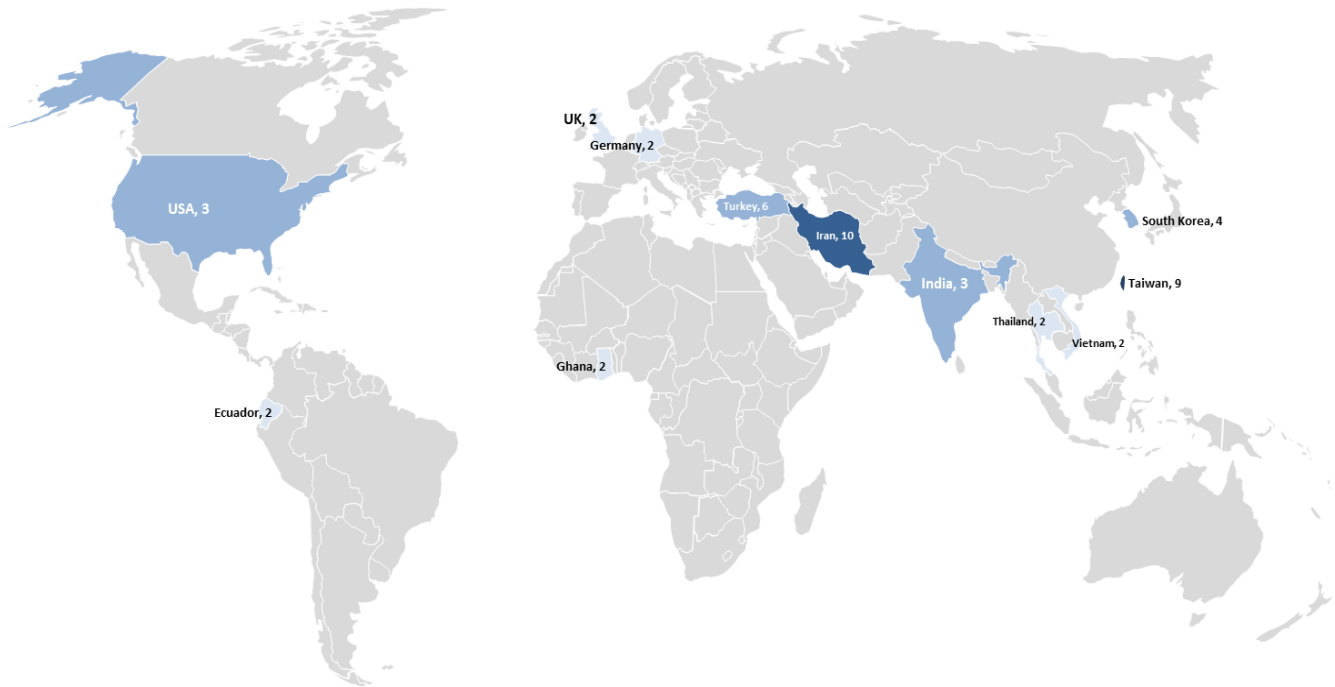 UK, 2
Germany, 2
USA, 3
Turkey, 6
Iran, 10
South Korea, 4
India, 3
Taiwan, 9
Thailand, 2
Vietnam, 2
Ghana, 2
Ecuador, 2